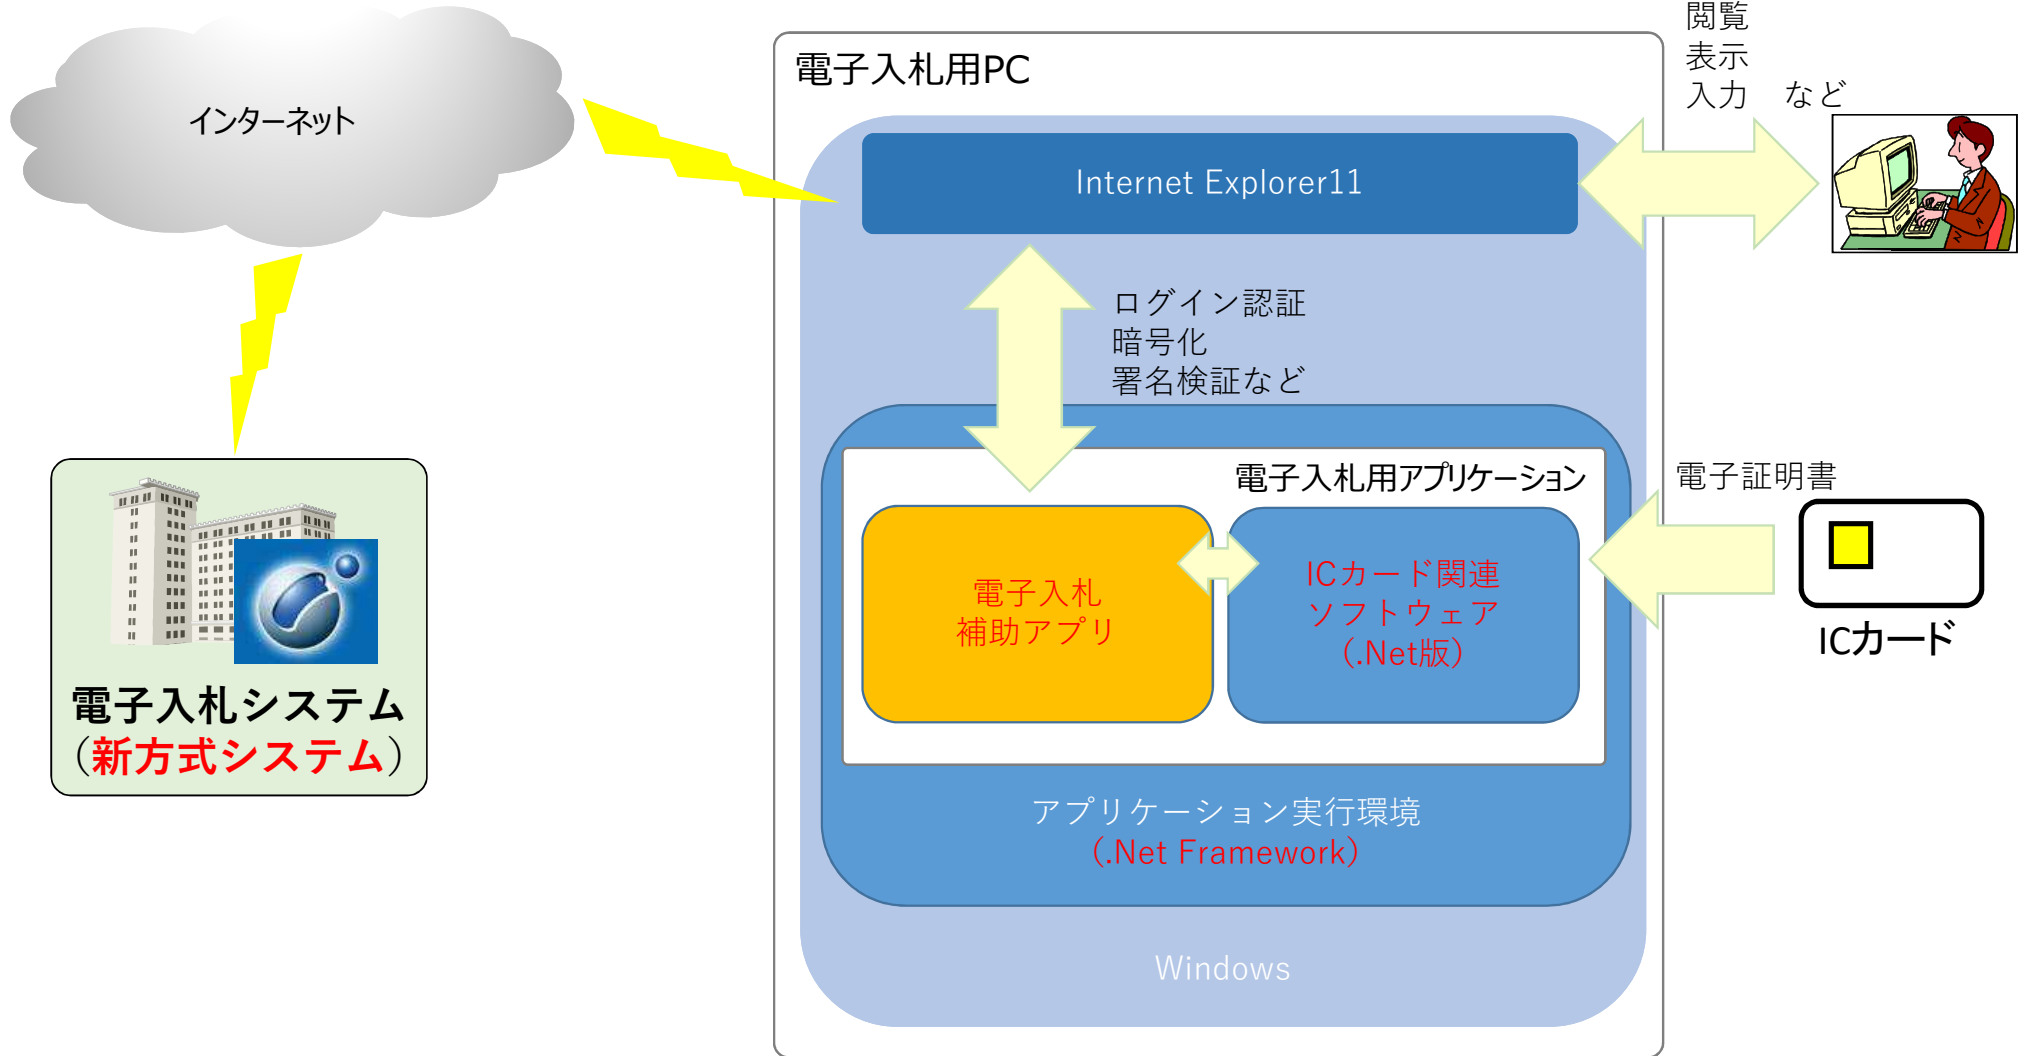 閲覧
表示
入力　など
電子入札用PC
インターネット
Internet Explorer11
ログイン認証
暗号化
署名検証など
電子入札用アプリケーション
電子証明書
電子入札
補助アプリ
ICカード関連
ソフトウェア
（.Net版）
ICカード
電子入札システム
（新方式システム）
アプリケーション実行環境
（.Net Framework）
Windows